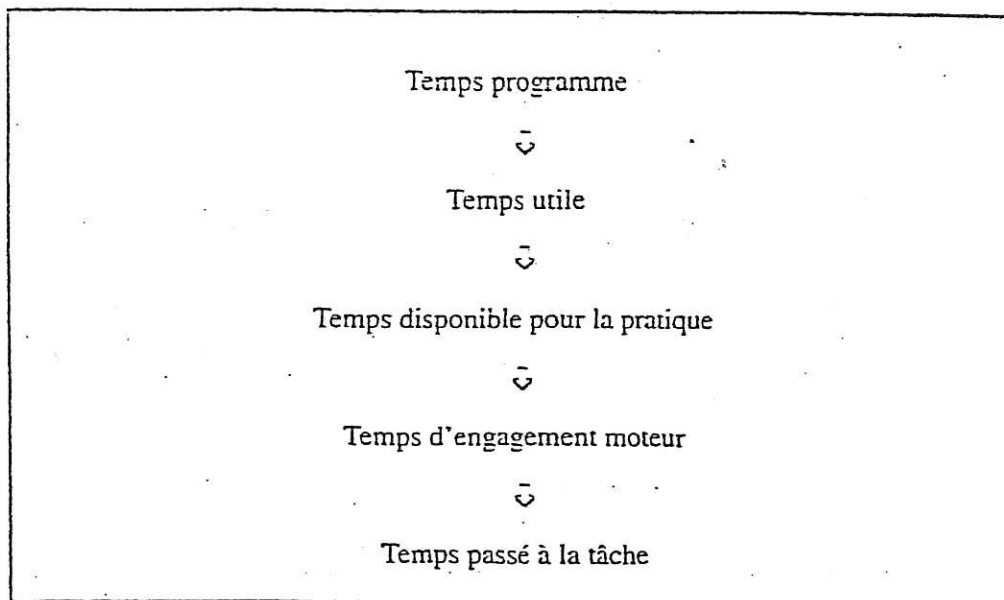 Temps programme
Temps utile
Temps disponible pour la pratique
Temps d'engagement moteur
Temps passé à la tâche